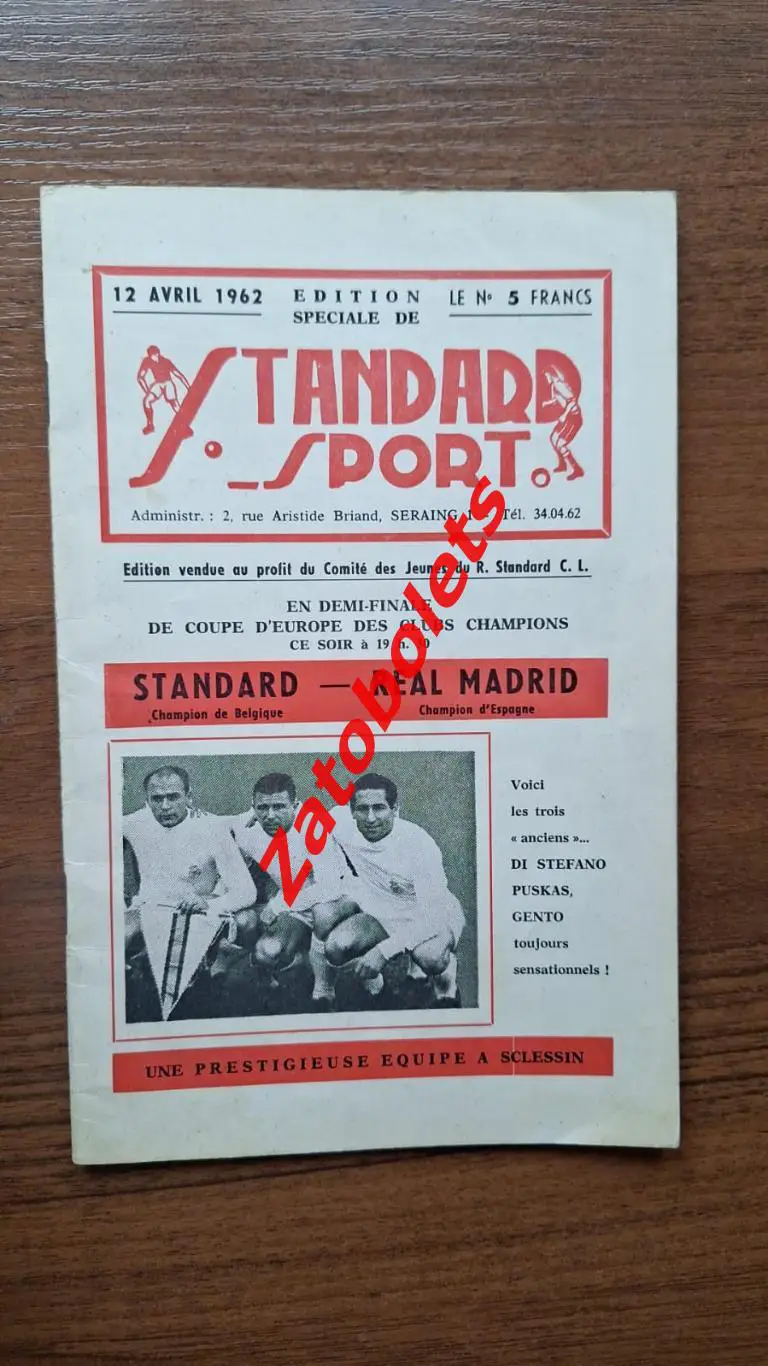 12 AVRIL 1962
EDITION
SPECIALE DE
LE Nº 5 FRANCS
STANDARD
SPORT.
Administr. : 2, rue Aristide Briand, SERAING Tél. 34.04.62
Edition vendue au profit du Comité des Jeunes du R. Standard C. L.
EN DEMI-FINALE
DE COUPE D'EUROPE DES CLUBS CHAMPIONS
CE SOIR à 19 h.
STANDARD — REAL MADRID
Champion de Belgique
Champion d'Espagne
Voici
les trois
« anciens »...
DI STEFANO
PUSKAS,
GENTO
toujours
sensationnels !
UNE PRESTIGIEUSE EQUIPE A SCLESSIN
Zatobolets